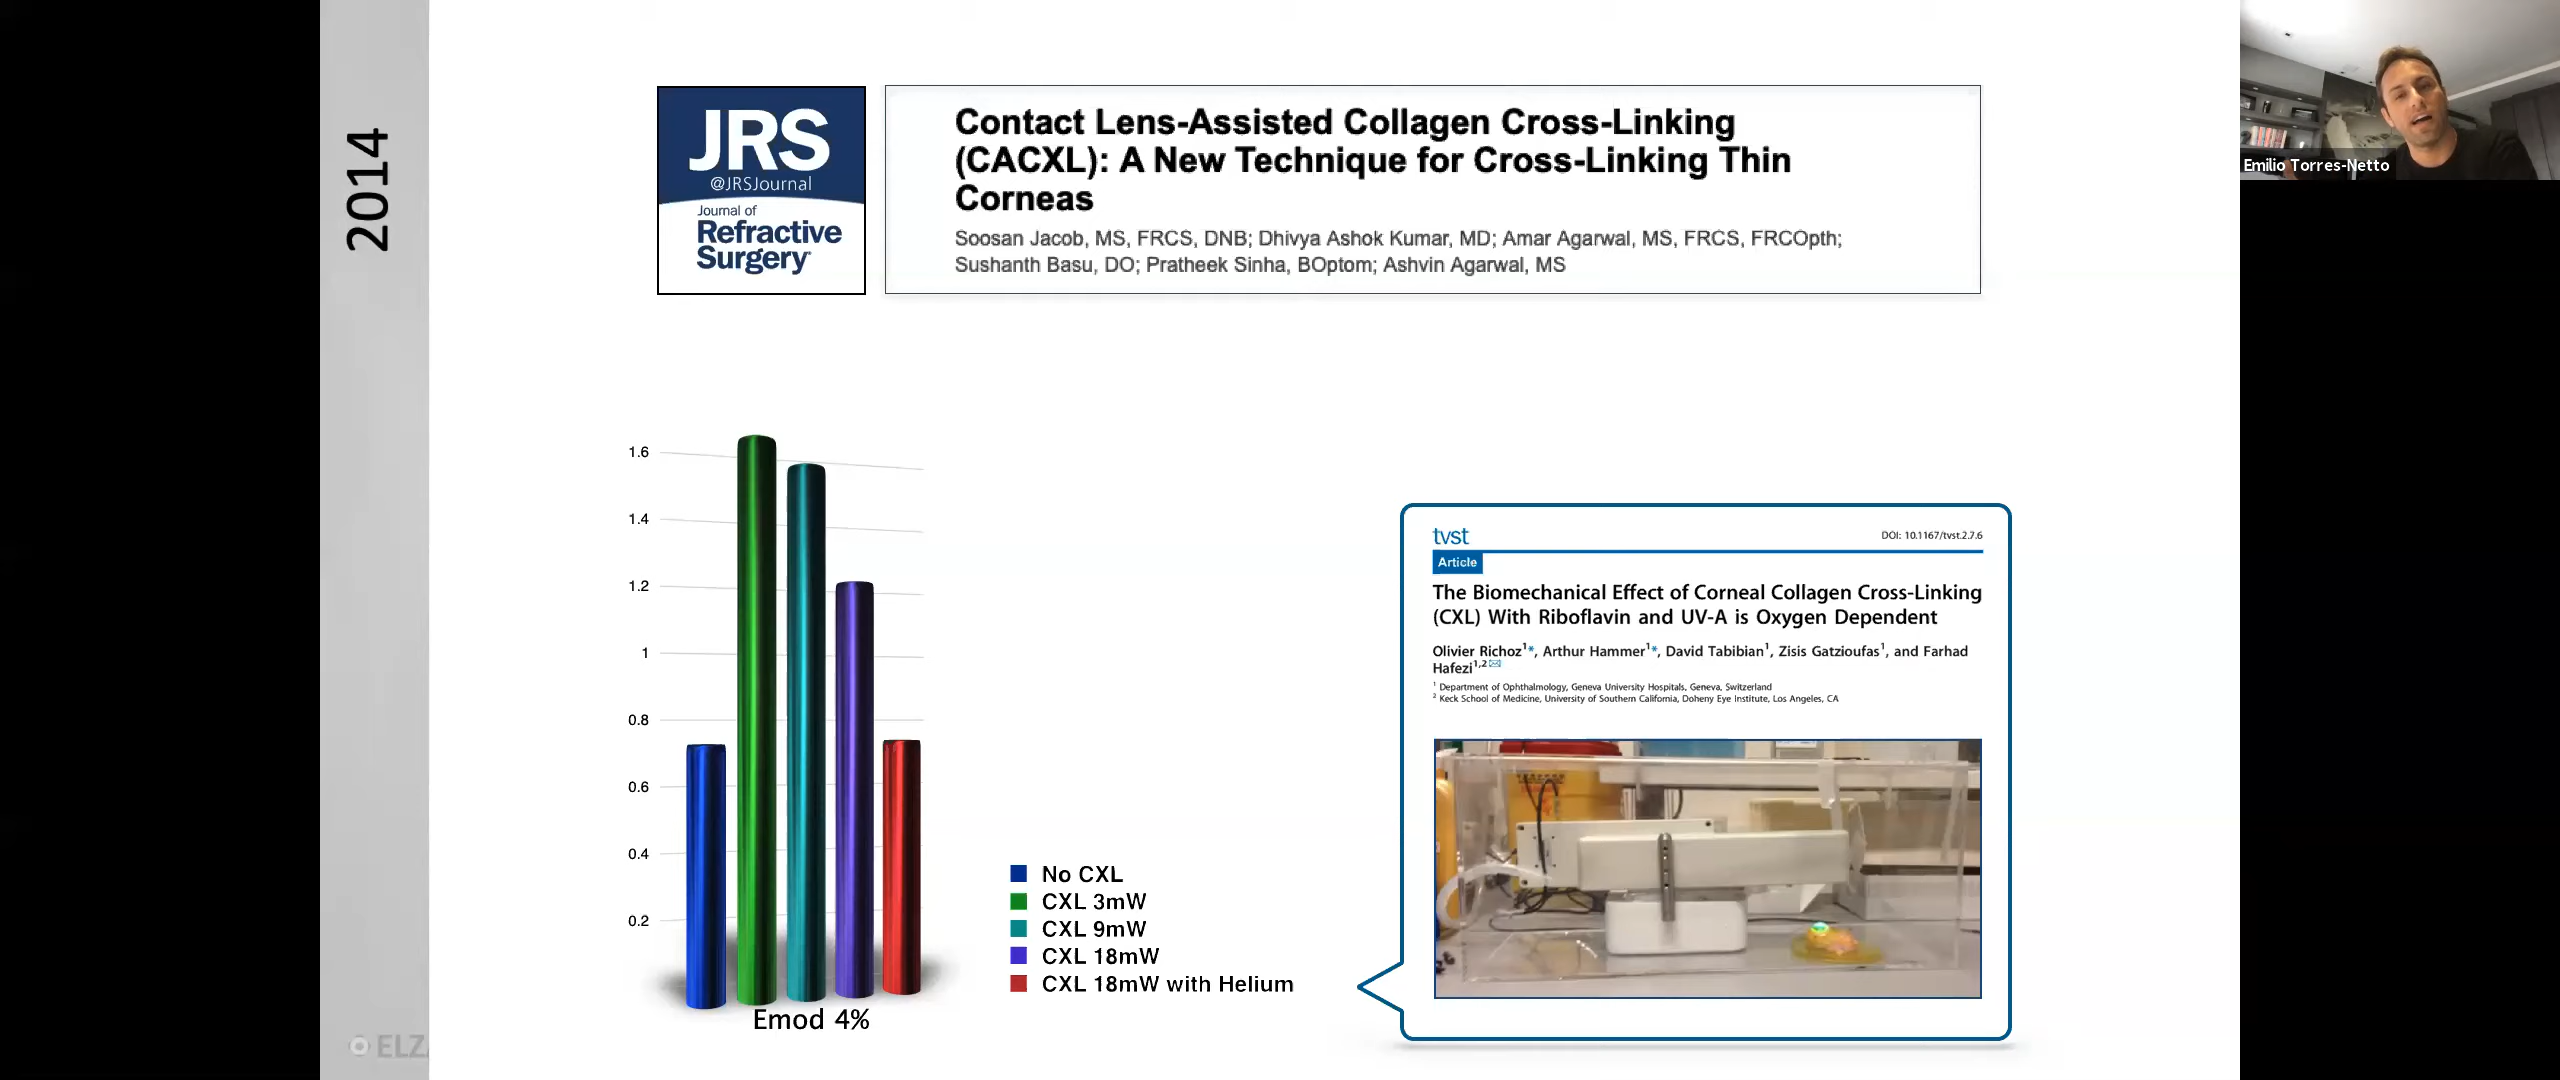 2014
JRS
@JRSJournal
Journal of
Refractive
Surgery
Contact Lens-Assisted Collagen Cross-Linking
(CACXL): A New Technique for Cross-Linking Thin
Corneas
Soosan Jacob, MS, FRCS, DNB; Dhivya Ashok Kumar, MD; Amar Agarwal, MS, FRCS, FRCOpth;
Sushanth Basu, DO; Pratheek Sinha, BOptom; Ashvin Agarwal, MS
Emilio Torres-Netto
1.6
1.4
1.2
1
0.8
0.6
0.4
0.2
Emod 4%
No CXL
CXL 3mW
CXL 9mW
CXL 18mW
CXL 18mW with Helium
tvst
DOI: 10.1167/tvst.2.7.6
Article
The Biomechanical Effect of Corneal Collagen Cross-Linking
(CXL) With Riboflavin and UV-A is Oxygen Dependent
Olivier Richoz1*, Arthur Hammer1*, David Tabibian1, Zisis Gatzioufas1, and Farhad
Hafezi1,2
1 Department of Ophthalmology, Geneva University Hospitals, Geneva, Switzerland
2 Keck School of Medicine, University of Southern California, Doheny Eye Institute, Los Angeles, CA
ELZ